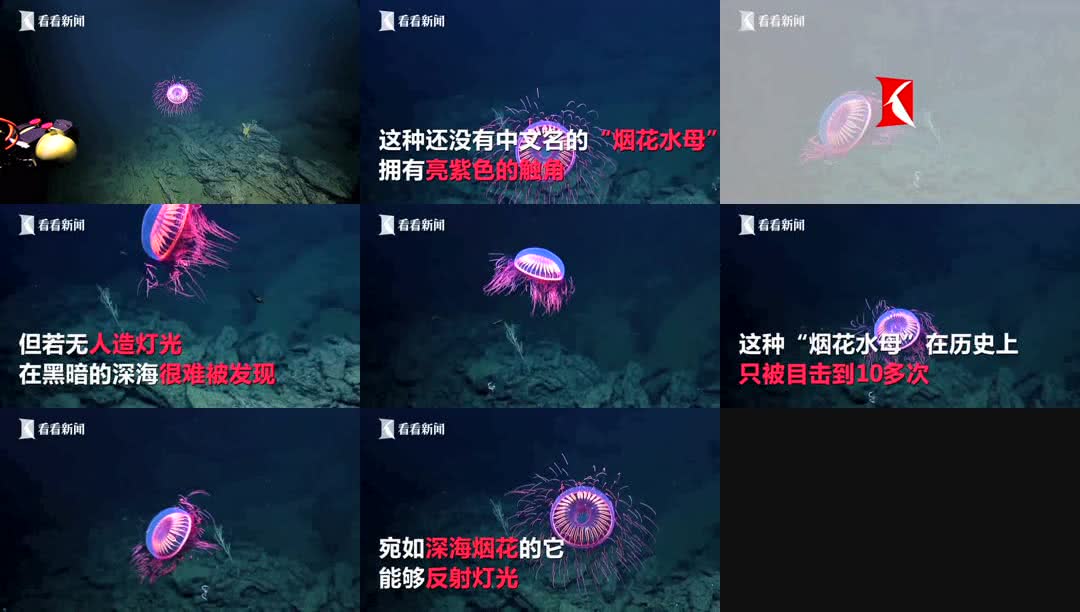 看看新闻
看看新闻
这种还没有中文名的“烟花水母”
拥有亮紫色的触角
看看新闻
看看新闻
但若无人造灯光
在黑暗的深海很难被发现
看看新闻
看看新闻
这种“烟花水母”在历史上
只被目击到10多次
看看新闻
看看新闻
宛如深海烟花的它
能够反射灯光